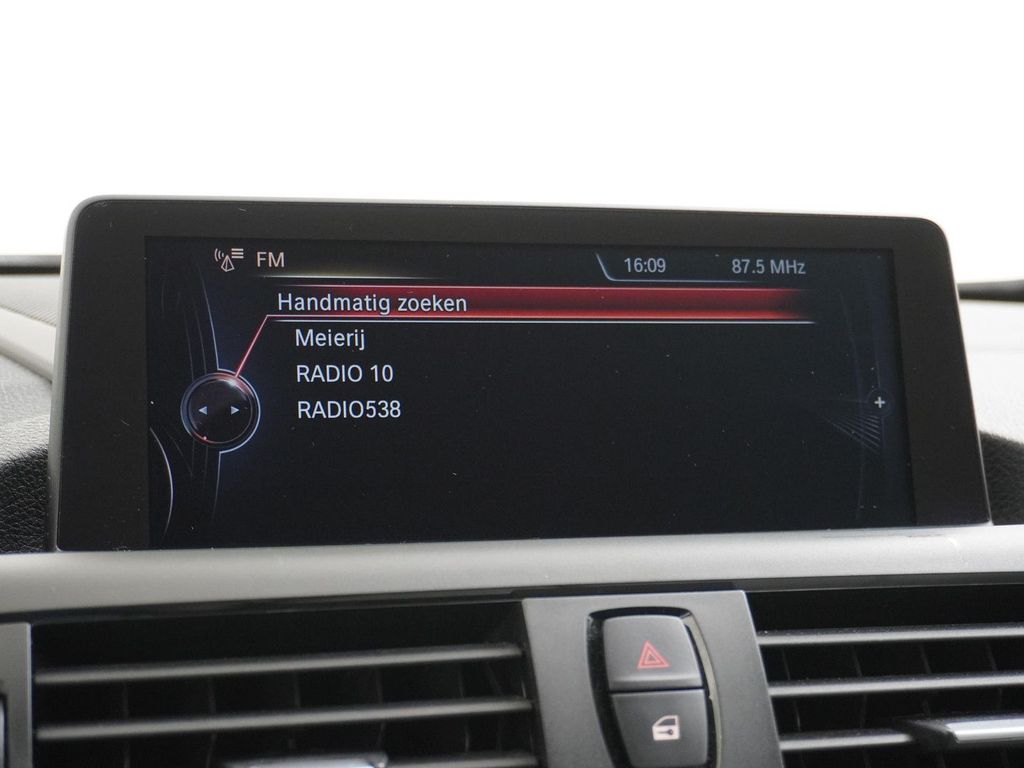 FM 16:09 87.5 MHz
Handmatig zoeken
Meierij
RADIO 10
RADIO538